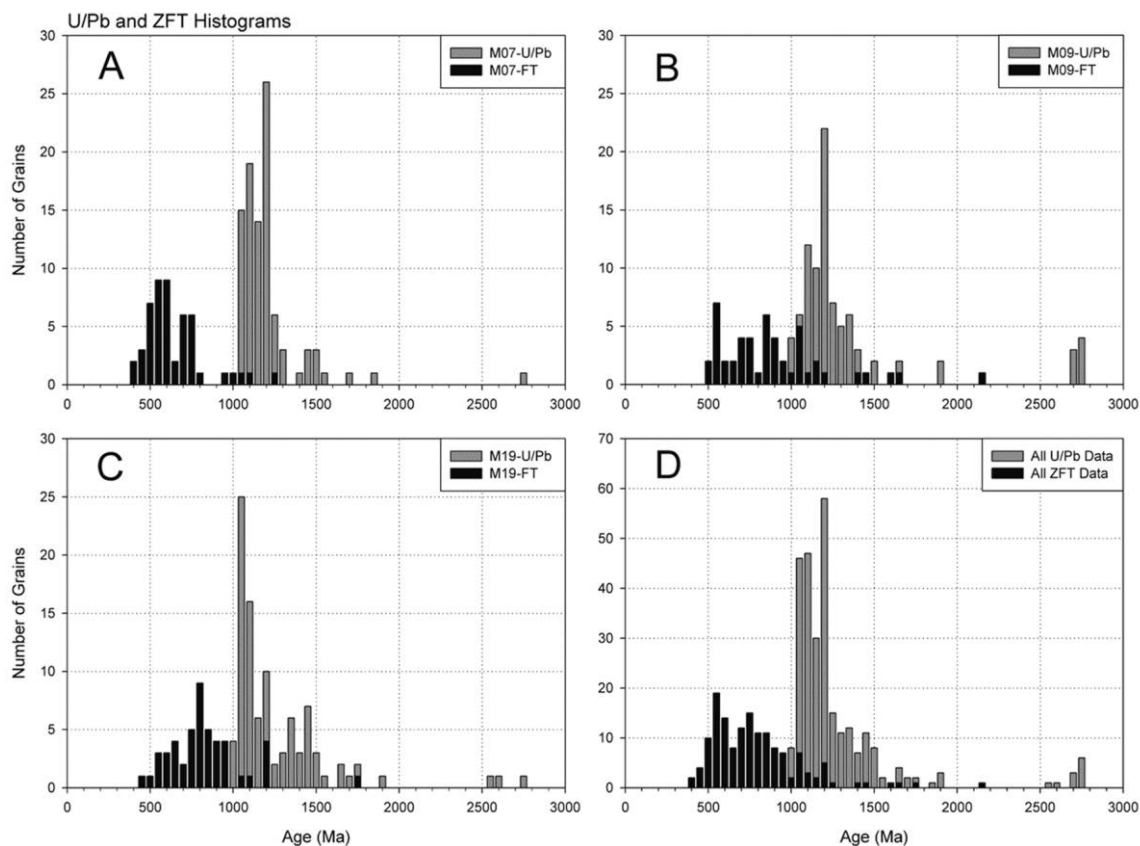 U/Pb and ZFT Histograms
A
M07-U/Pb
M07-FT
Number of Grains
30
25
20
15
10
5
0
0 500 1000 1500 2000 2500 3000
B
M09-U/Pb
M09-FT
30
25
20
15
10
5
0
0 500 1000 1500 2000 2500 3000
C
M19-U/Pb
M19-FT
Number of Grains
30
25
20
15
10
5
0
0 500 1000 1500 2000 2500 3000
Age (Ma)
D
All U/Pb Data
All ZFT Data
70
60
50
40
30
20
10
0
0 500 1000 1500 2000 2500 3000
Age (Ma)